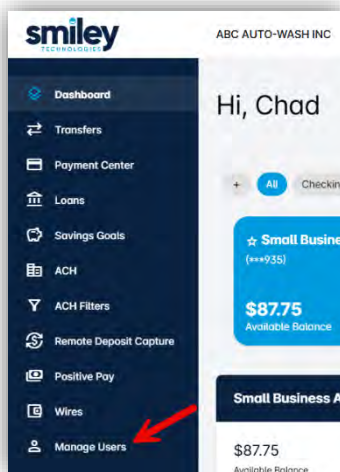 smiley
TECHNOLOGIES
ABC AUTO-WASH INC
Dashboard
Transfers
Payment Center
Loans
Savings Goals
ACH
ACH Filters
Remote Deposit Capture
Positive Pay
Wires
Manage Users
Hi, Chad
+ All Checkin
☆ Small Busine
(***935)
$87.75
Available Balance
Small Business A
$87.75
Available Balance